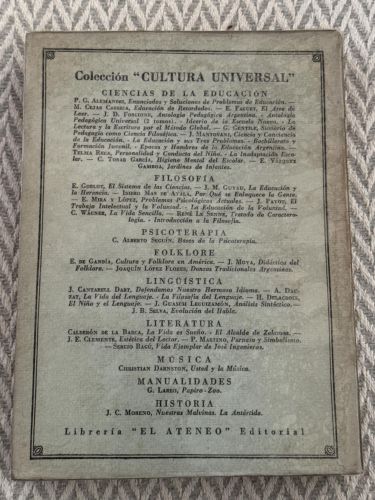 Colección "CULTURA UNIVERSAL"
CIENCIAS DE LA EDUCACIÓN
P. C. ALEMANDRI, Enunciados y Soluciones de Problemas de Educación. —
M. CEJAS CABRERA, Educación de Retardados. — E. FAGUET, El Arte de
Leer. — J. D. FORGIONE, Antología Pedagógica Argentina. - Antología
Pedagógica Universal (2 tomos). - Ideario de la Escuela Nueva. - La
Lectura y la Escritura por el Método Global. — G. GENTILE, Sumario de
Pedagogía como Ciencia Filosófica. — J. MANTOVANI, Ciencia y Conciencia
de la Educación. - La Educación y sus Tres Problemas. - Bachillerato y
Formación Juvenil. - Épocas y Hombres de la Educación Argentina. —
TELMA RECA, Personalidad y Conducta del Niño. - La Inadaptación Esco-
lar. — C. TOBAR GARCÍA, Higiene Mental del Escolar. — E. VÁZQUEZ
GAMBOA, Jardines de Infantes.
FILOSOFÍA
E. GOBLOT, El Sistema de las Ciencias. — J. M. GUYAU, La Educación y
la Herencia. — MAS DE AYALA, Por Qué se Enloquece la Gente.
— E. MIRA Y LÓPEZ, Problemas Psicológicos Actuales. — J. PAYOT, El
Trabajo Intelectual y la Voluntad. - La Educación de la Voluntad. —
C. WÁGNER, La Vida Sencilla. — RENÉ LE SENNE, Tratado de Caractero-
logía. - Introducción a la Filosofía.
PSICOTERAPIA
C. ALBERTO SEGUÍN, Bases de la Psicoterapia.
FOLKLORE
E. DE GANDÍA, Cultura y Folklore en América. — J. MOYA, Didáctica del
Folklore. — JOAQUÍN LÓPEZ FLORES, Danzas Tradicionales Argentinas.
LINGÜÍSTICA
J. CANTARELL DART, Defendamos Nuestro Hermoso Idioma. — A. DAU-
ZAT, La Vida del Lenguaje. - La Filosofía del Lenguaje. — H. DELACROIX,
El Niño y el Lenguaje. — J. GUASCH LEGUIZAMÓN, Análisis Sintáctico.
J. B. SELVA, Evolución del Habla.
LITERATURA
CALDERÓN DE LA BARCA, La Vida es Sueño. - El Alcalde de Zalamea. —
J. E. CLEMENTE, Estética del Lector. — P. MARTINO, Parnaso y Simbolismo.
— SERGIO BAGÚ, Vida Ejemplar de José Ingenieros.
MÚSICA
CHRISTIAN DARNSTON, Usted y la Música.
MANUALIDADES
G. LAREO, Papiro-Zoo.
HISTORIA
J. C. MORENO, Nuestras Malvinas. La Antártida.
Librería "EL ATENEO" Editorial